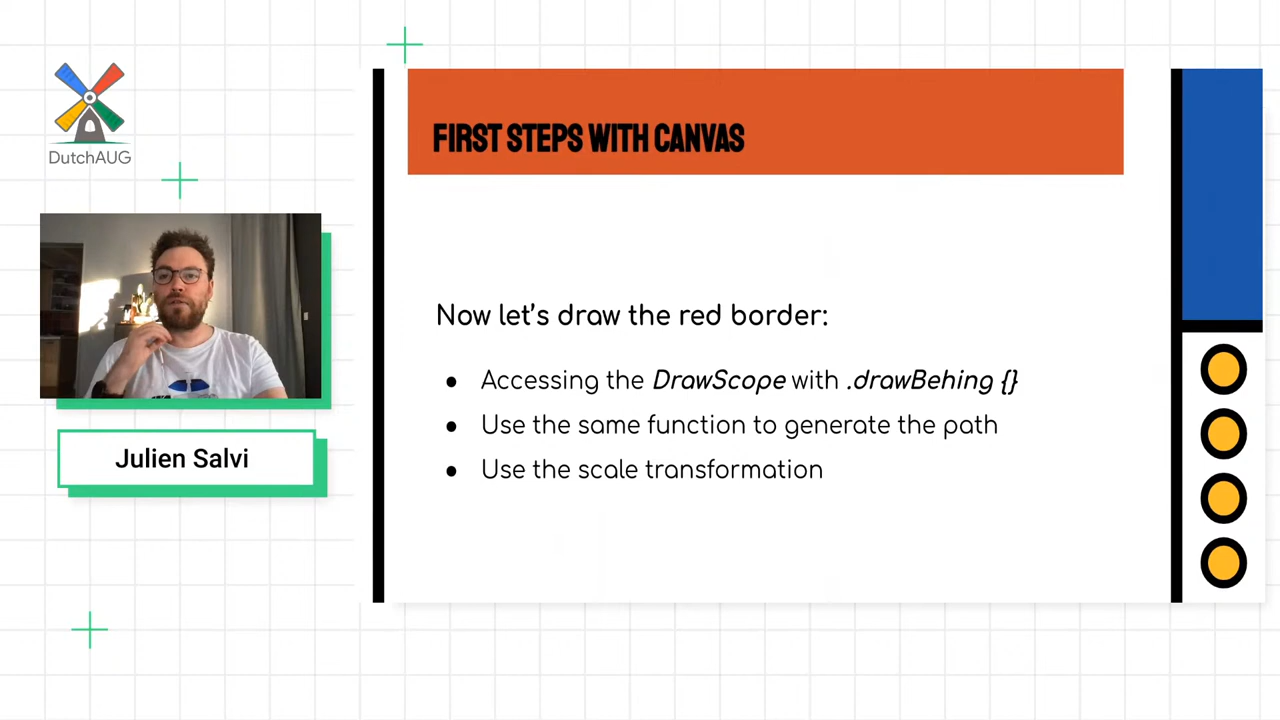 DutchAUG
Julien Salvi
FIRST STEPS WITH CANVAS
Now let's draw the red border:
● Accessing the DrawScope with .drawBehing {}
● Use the same function to generate the path
● Use the scale transformation